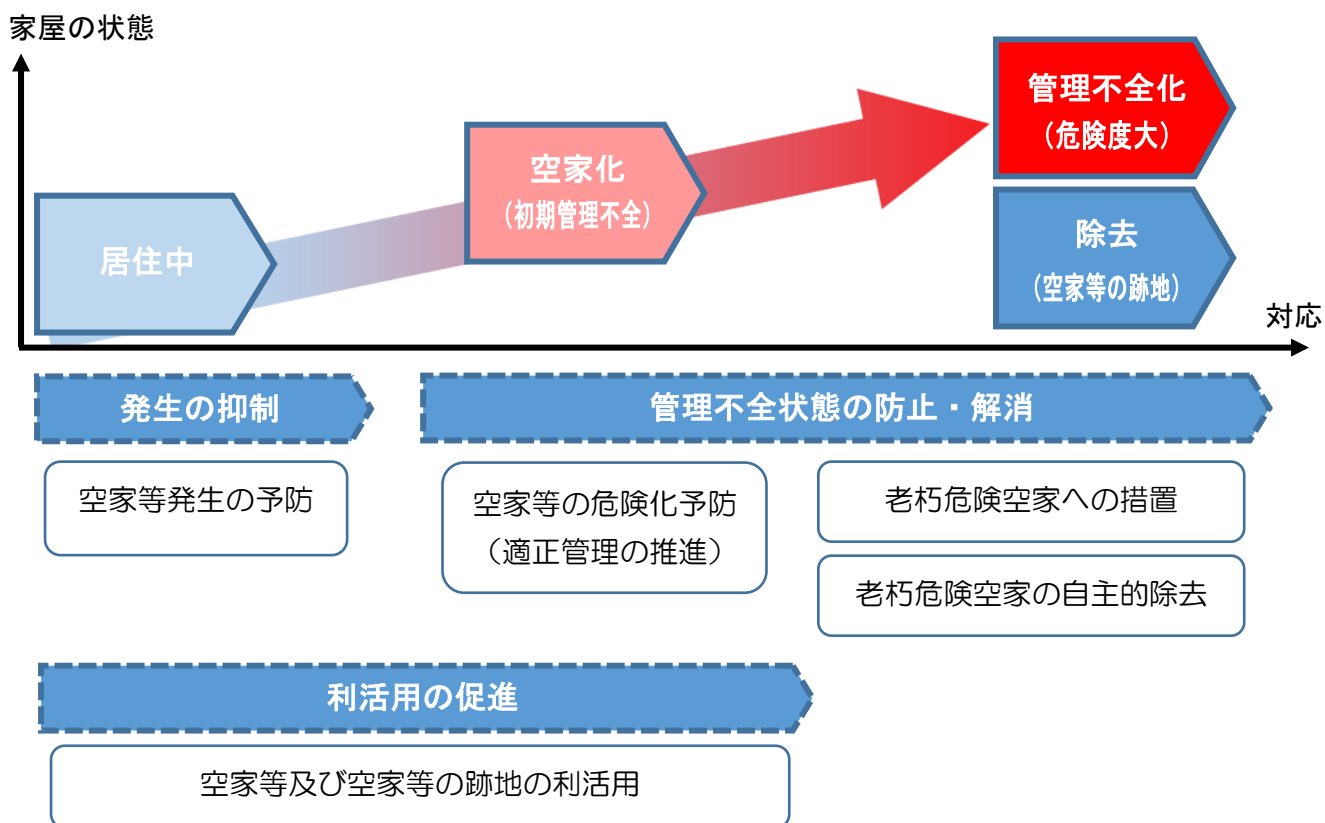 家屋の状態
管理不全化
（危険度大）
空家化
（初期管理不全）
居住中
除去
（空家等の跡地）
対応
発生の抑制
管理不全状態の防止・解消
空家等発生の予防
空家等の危険化予防
（適正管理の推進）
老朽危険空家への措置
老朽危険空家の自主的除去
利活用の促進
空家等及び空家等の跡地の利活用